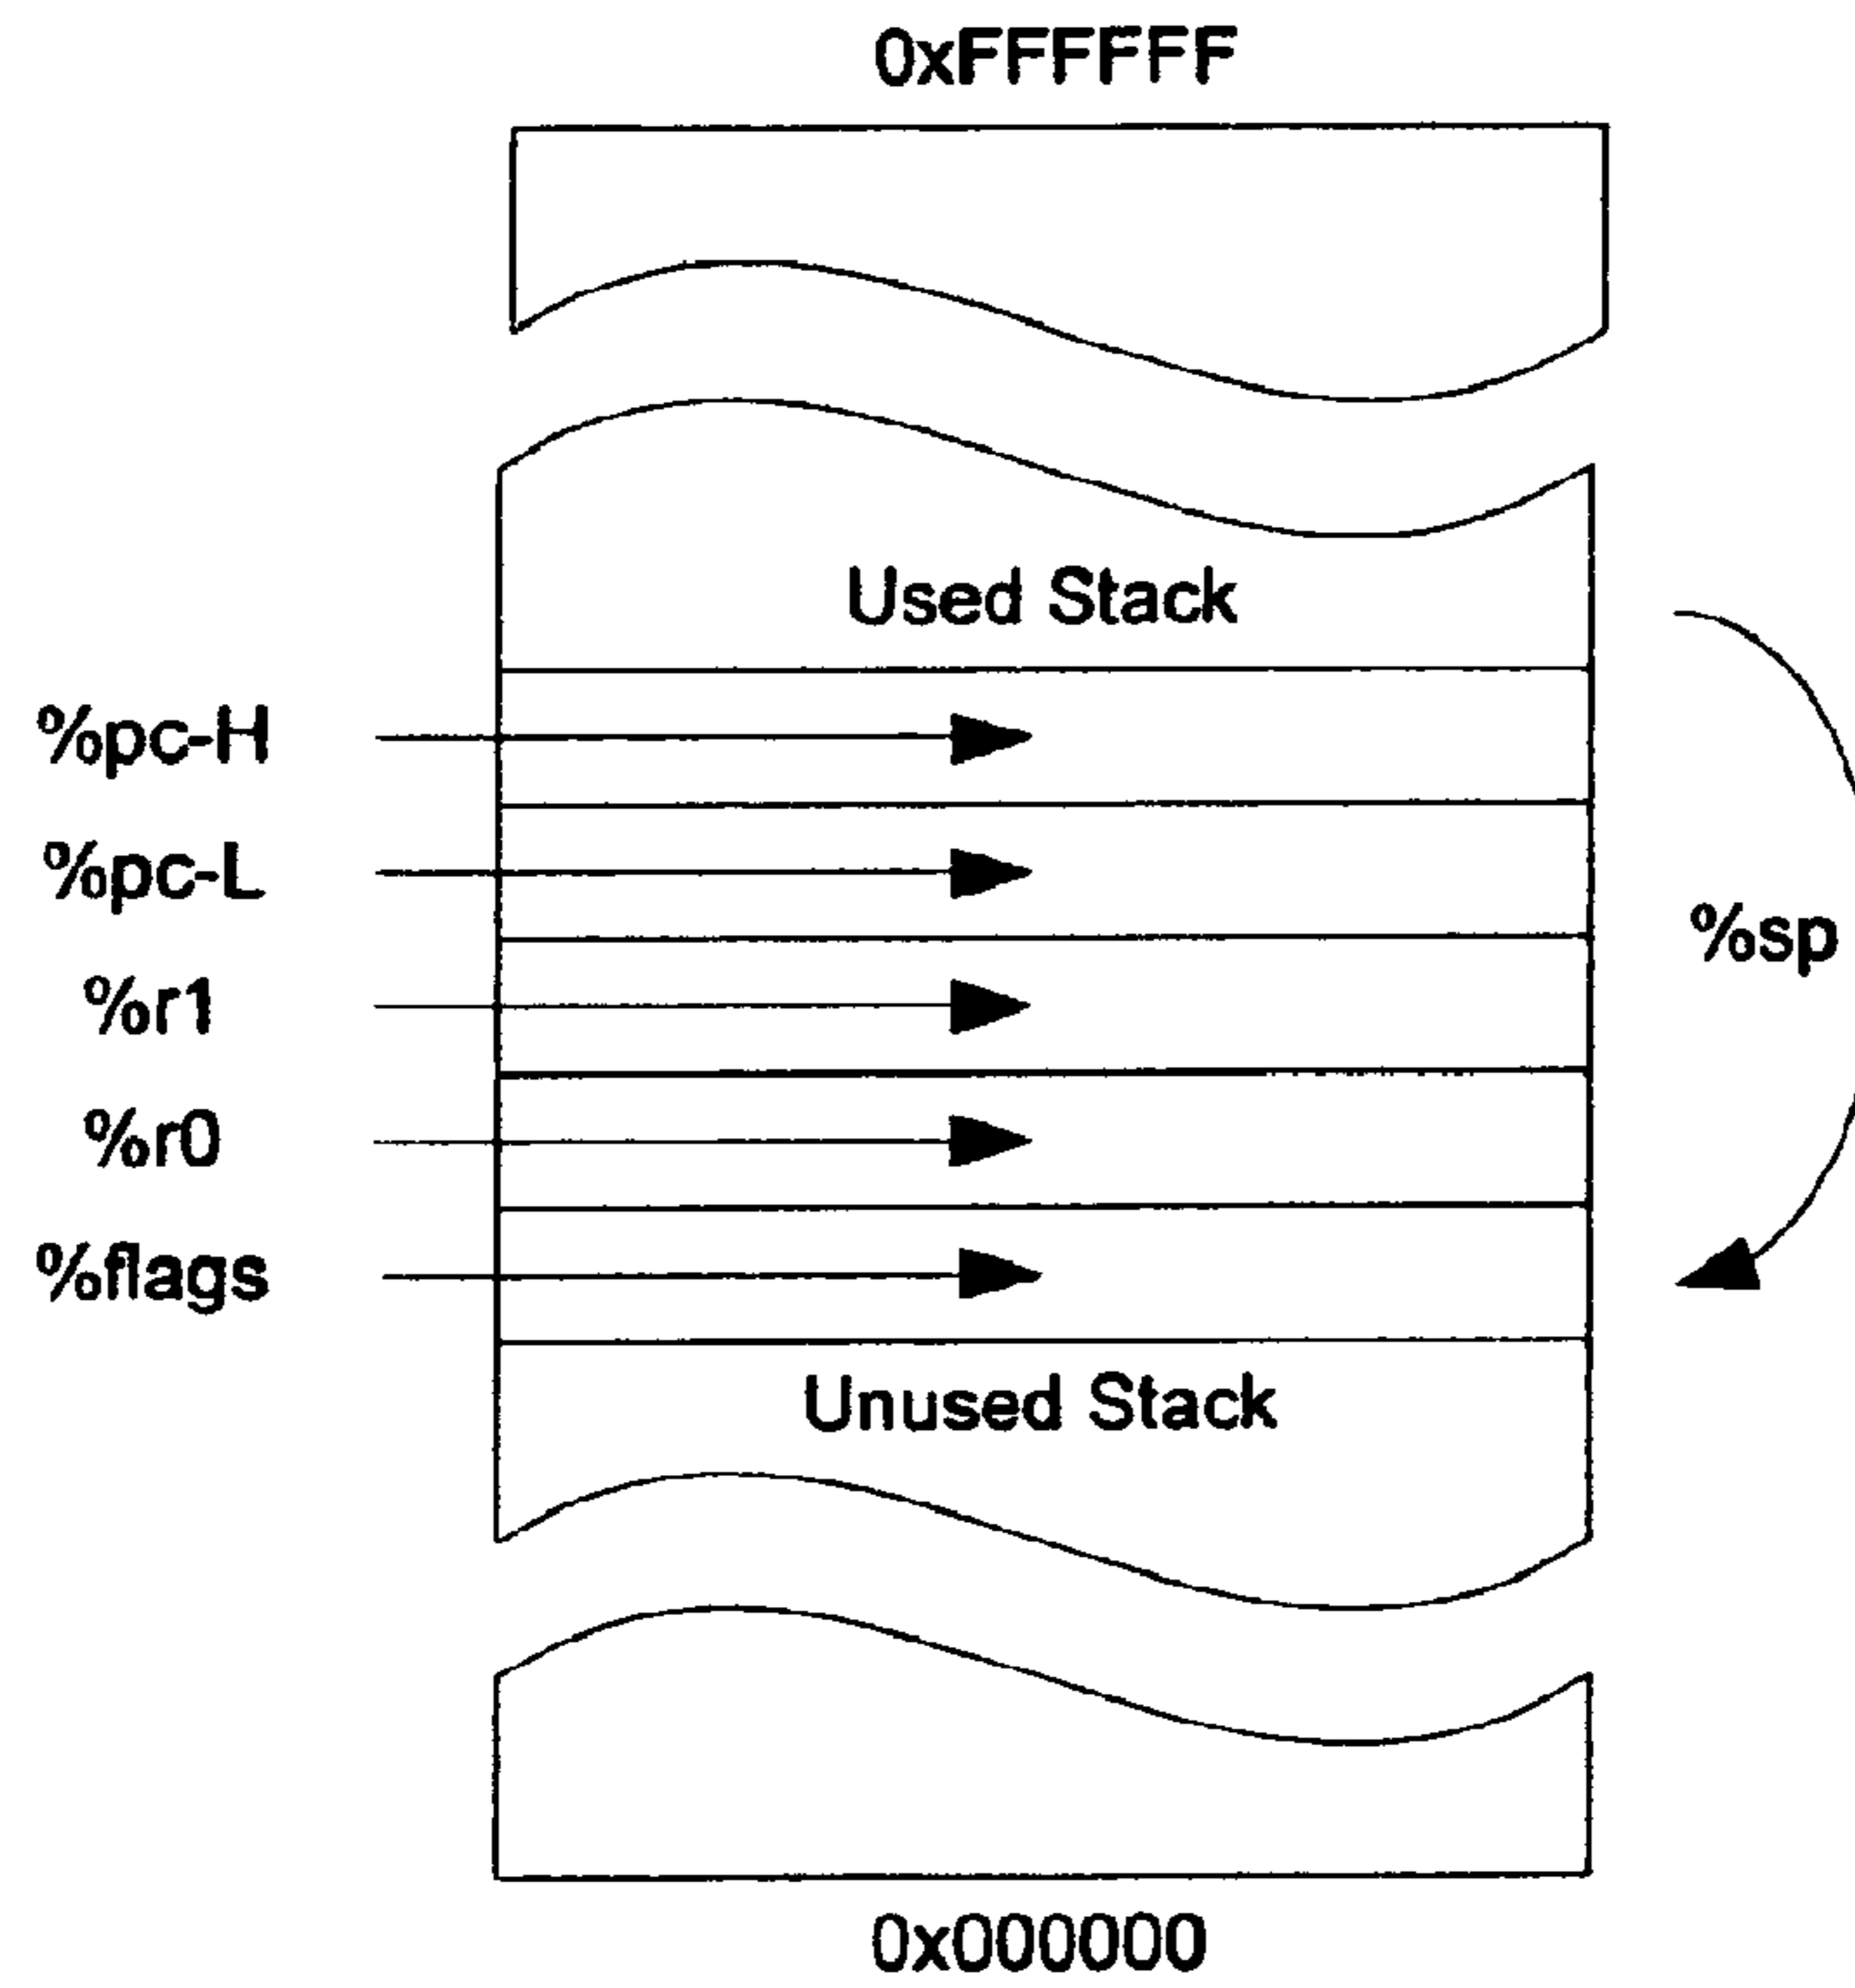 0xFFFFFF
Used Stack
%pc-H
%pc-L
%sp
%r1
%r0
%flags
Unused Stack
0x000000